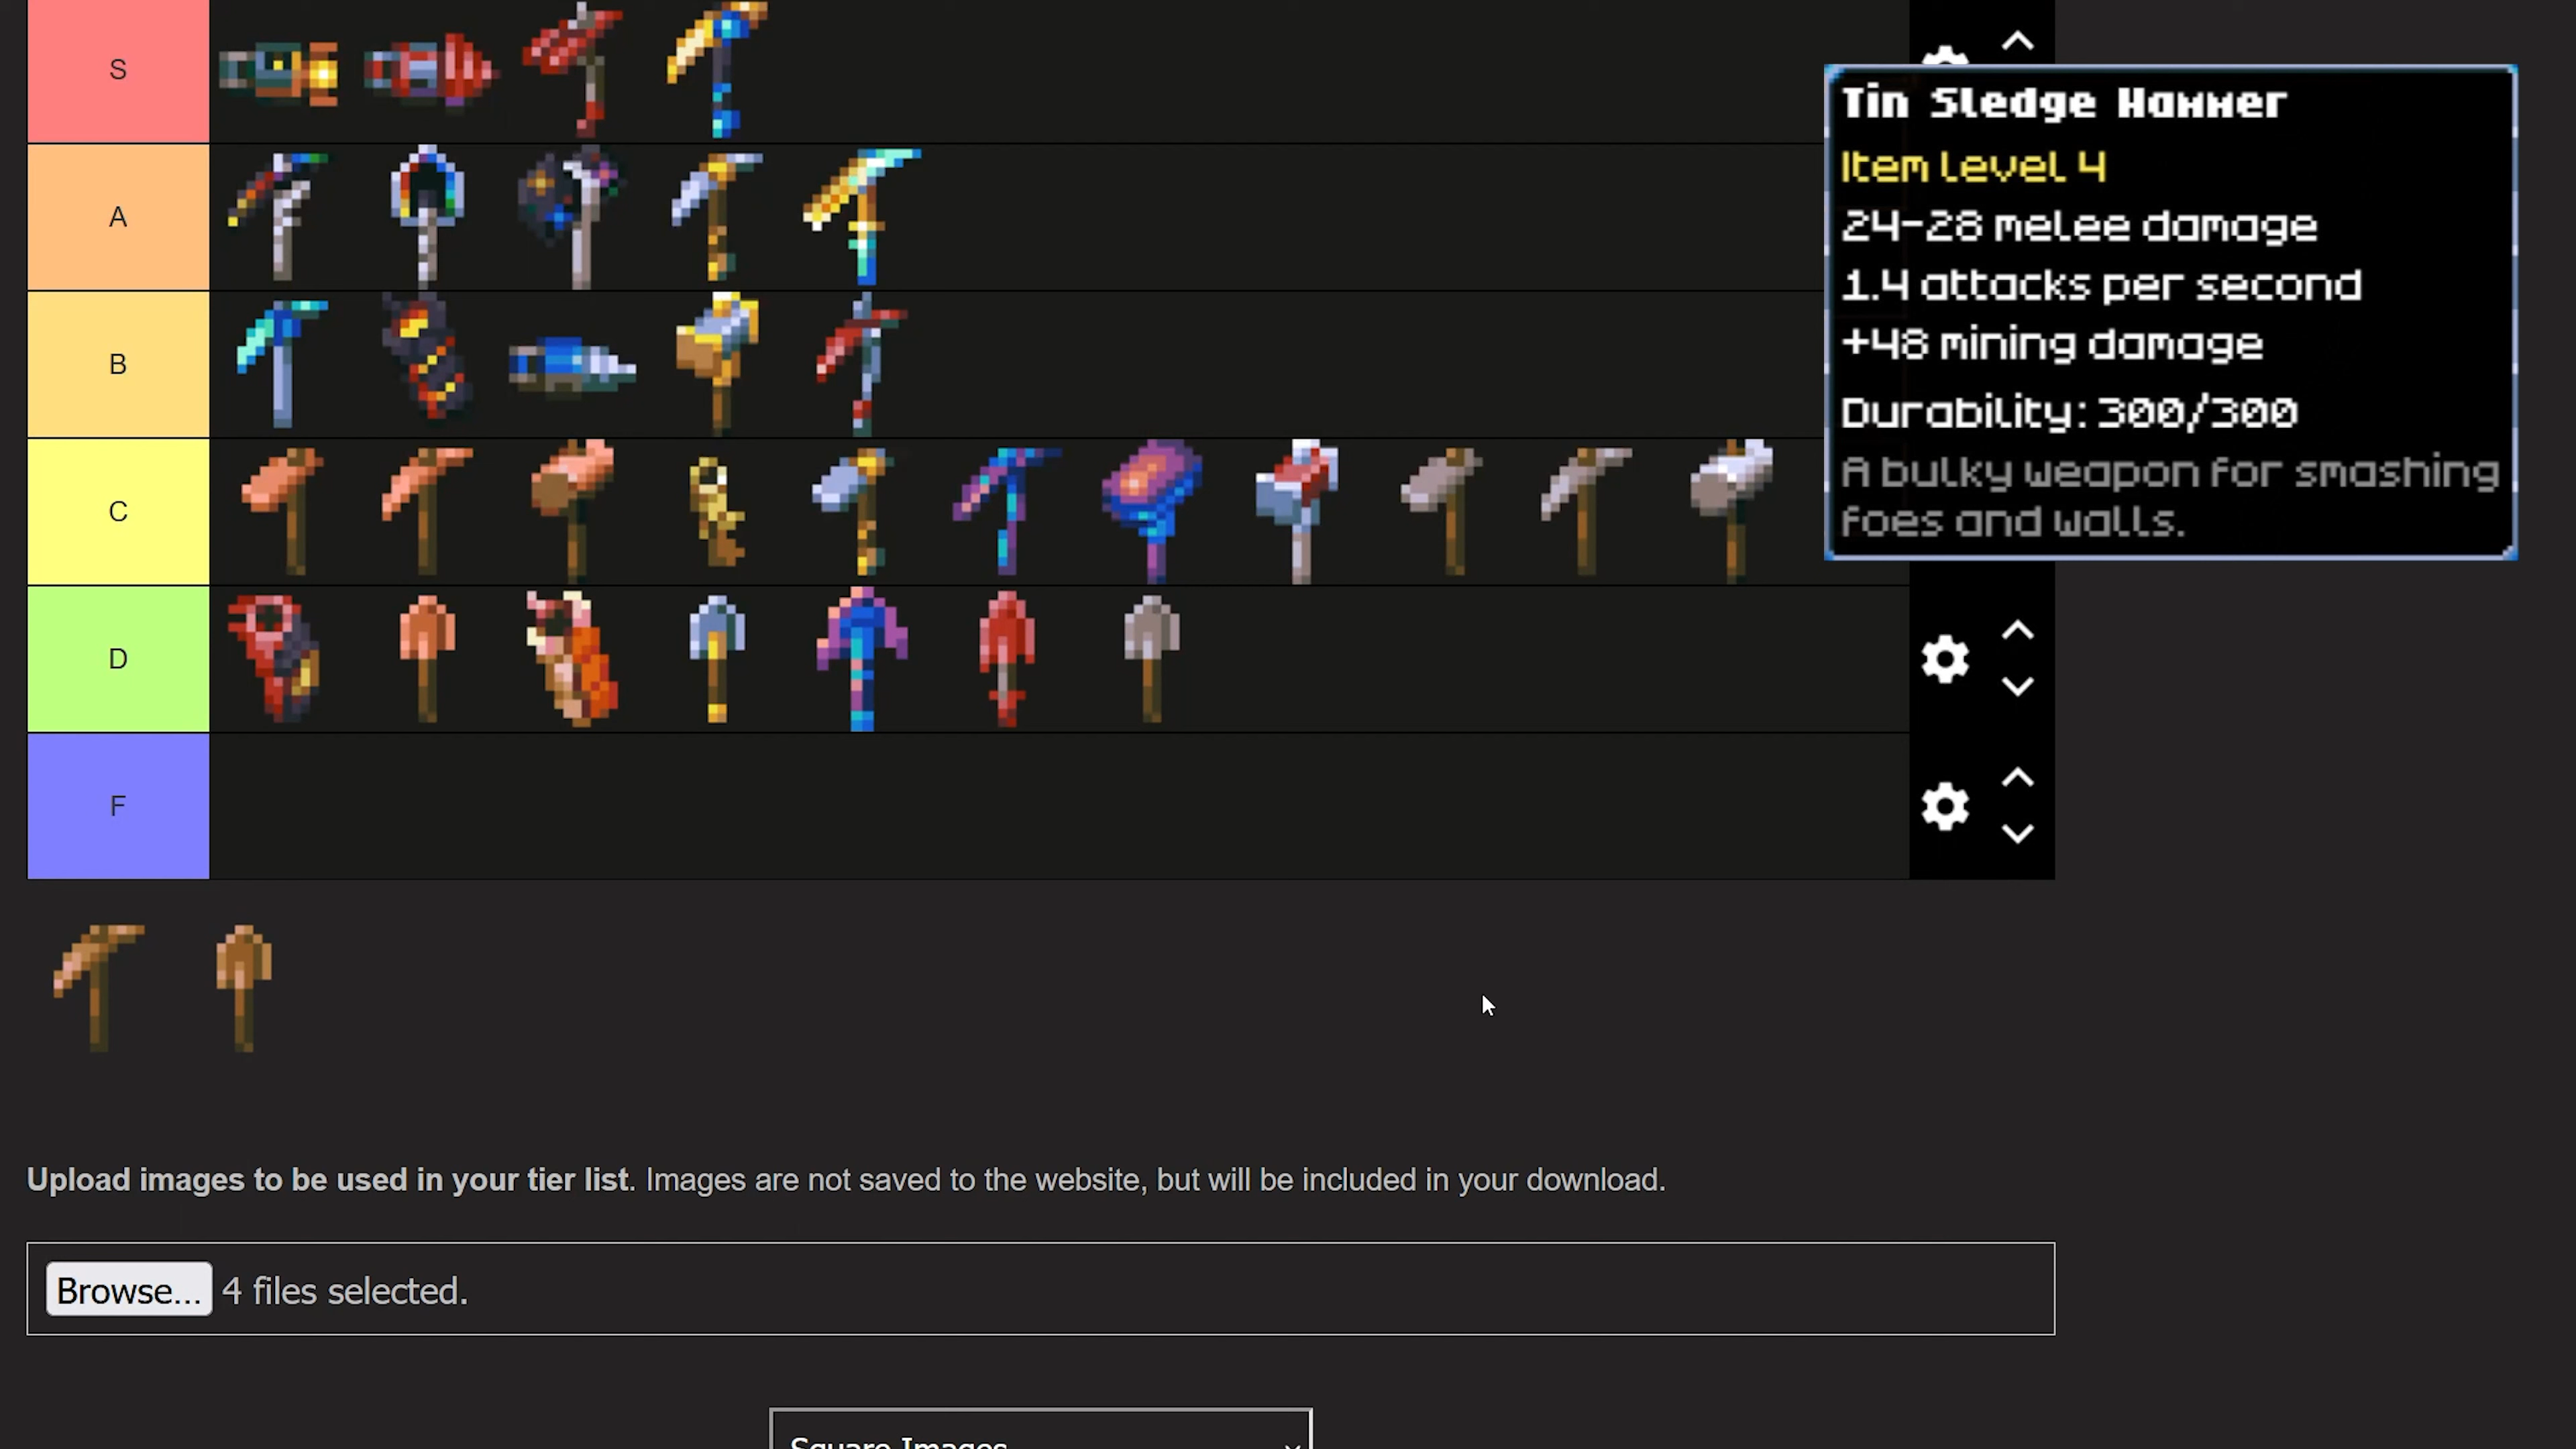 S
A
B
C
D
F
Tin Sledge Hammer
Item level 4
24-28 melee damage
1.4 attacks per second
+48 mining damage
Durability: 300/300
A bulky weapon for smashing
foes and walls.
Upload images to be used in your tier list. Images are not saved to the website, but will be included in your download.
Browse... 4 files selected.
Square Images